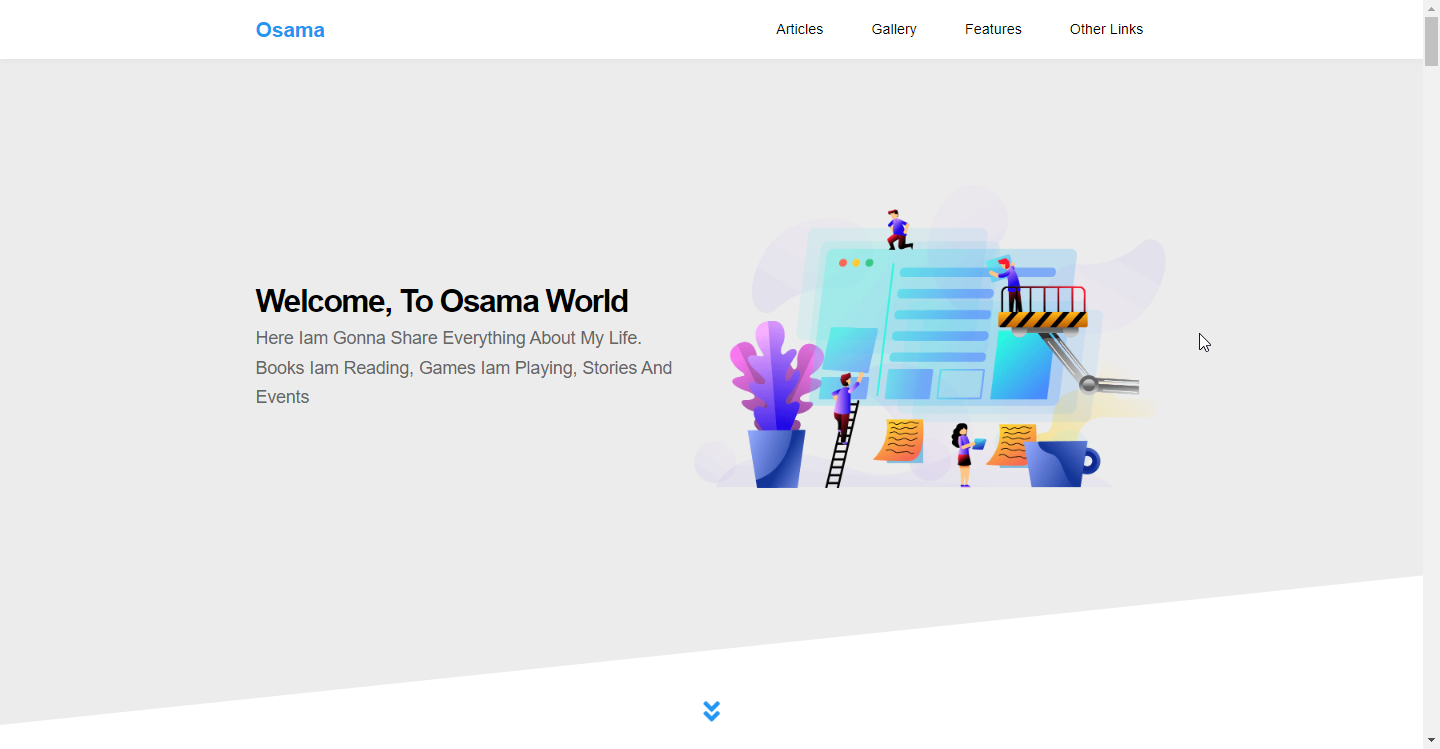 Osama
Articles
Gallery
Features
Other Links
Welcome, To Osama World
Here Iam Gonna Share Everything About My Life.
Books Iam Reading, Games Iam Playing, Stories And
Events